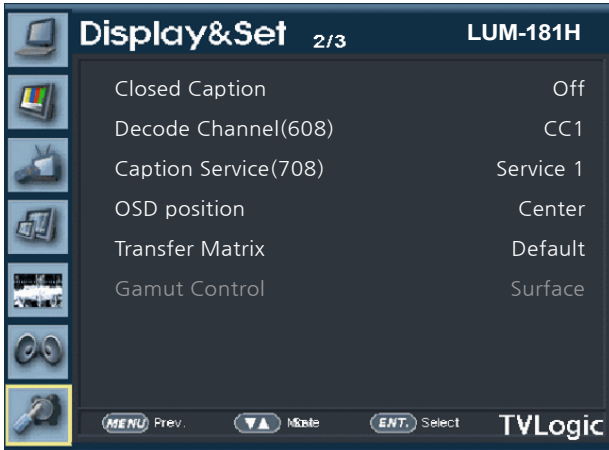 Display&Set 2/3 LUM-181H
Closed Caption Off
Decode Channel(608) CC1
Caption Service(708) Service 1
OSD position Center
Transfer Matrix Default
Gamut Control Surface
MENU Prev. ▼▲ ENT. Select TVLogic